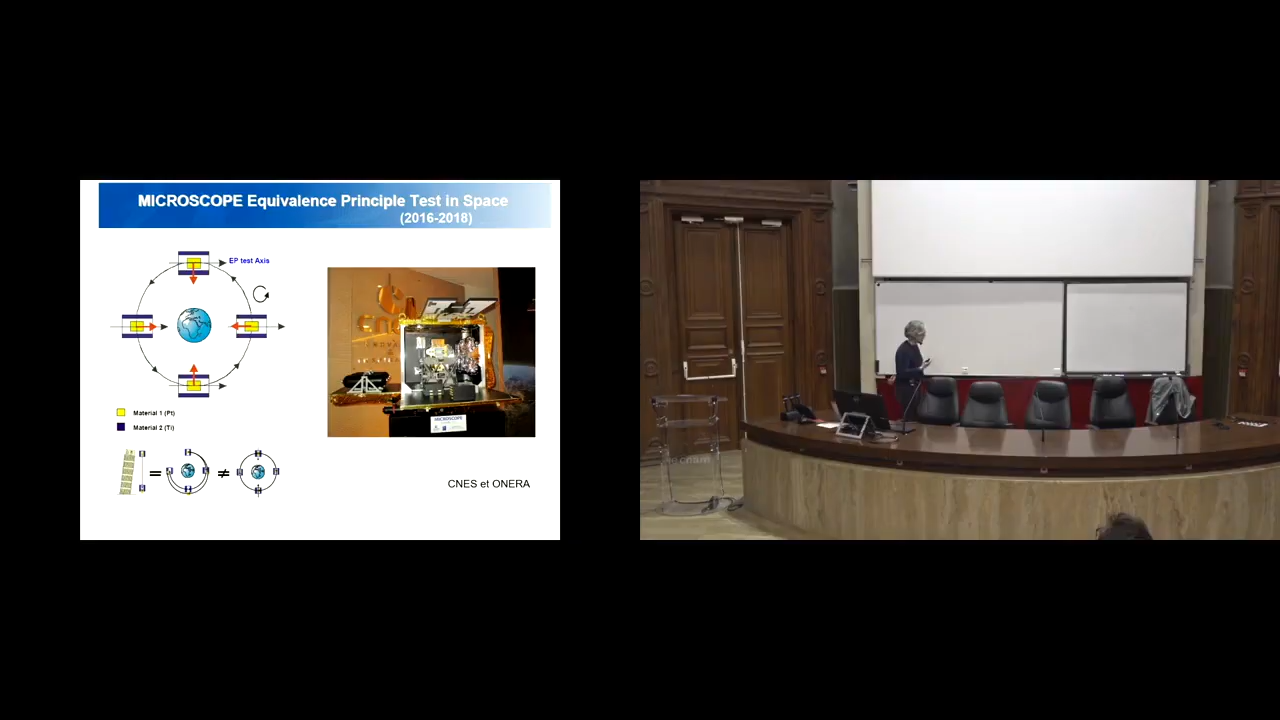 MICROSCOPE Equivalence Principle Test in Space
(2016-2018)
EP test Axis
Material 1 (Pt)
Material 2 (Ti)
= ≠
cnes
MICROSCOPE
CNES et ONERA